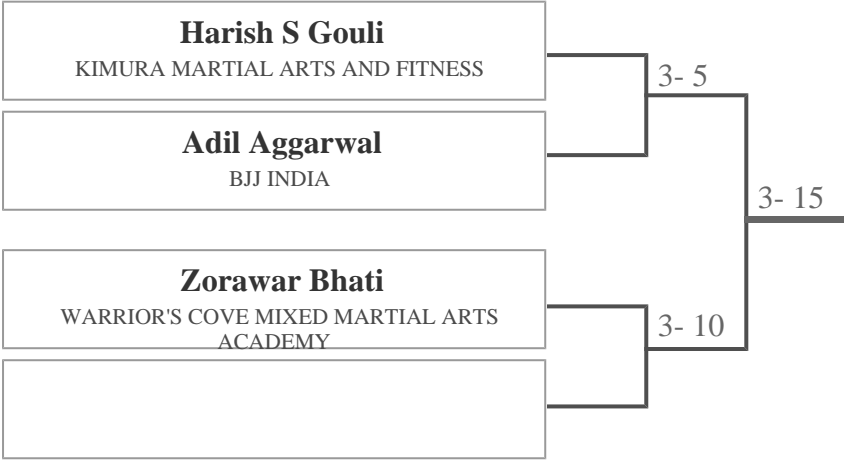 Harish S Gouli
KIMURA MARTIAL ARTS AND FITNESS
3- 5
Adil Aggarwal
BJJ INDIA
3- 15
Zorawar Bhati
WARRIOR'S COVE MIXED MARTIAL ARTS
ACADEMY
3- 10